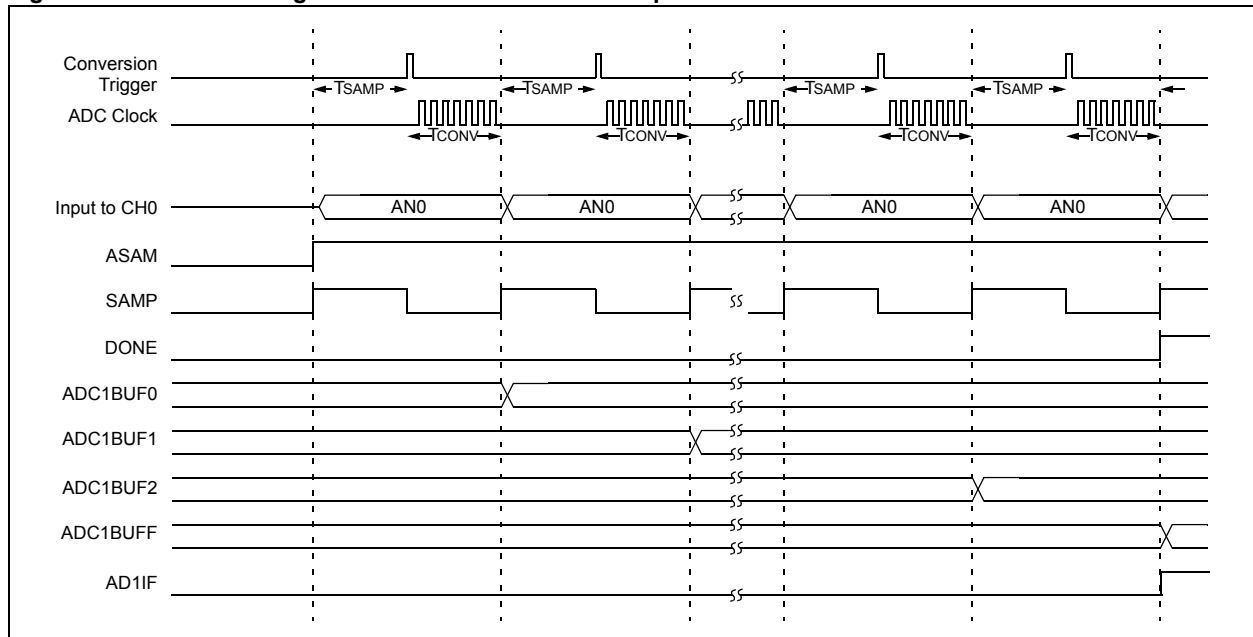 Conversion
Trigger
TSAMP TSAMP TSAMP TSAMP
ADC Clock
TCONV TCONV TCONV TCONV
Input to CH0 AN0 AN0 AN0 AN0
ASAM
SAMP
DONE
ADC1BUF0
ADC1BUF1
ADC1BUF2
ADC1BUFF
AD1IF